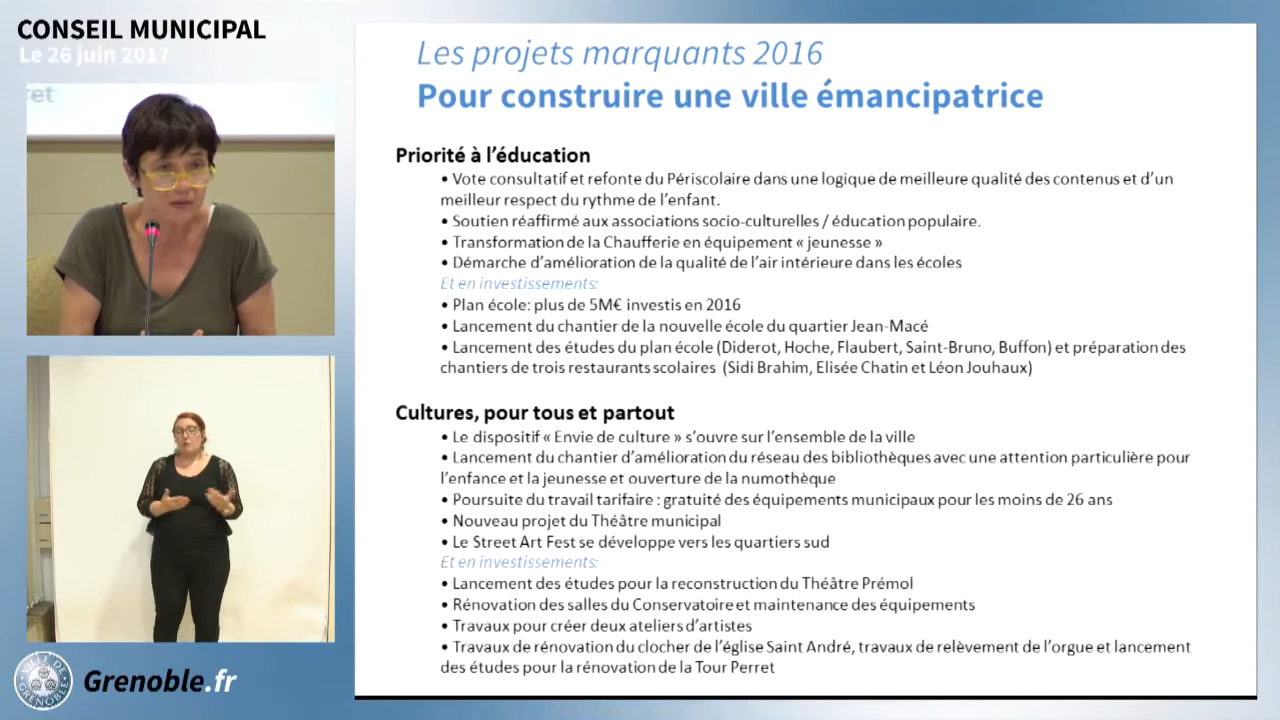 CONSEIL MUNICIPAL
Le 26 juin 2017
ret
Les projets marquants 2016
Pour construire une ville émancipatrice
Priorité à l'éducation
• Vote consultatif et refonte du Périscolaire dans une logique de meilleure qualité des contenus et d'un
meilleur respect du rythme de l'enfant.
• Soutien réaffirmé aux associations socio-culturelles / éducation populaire.
• Transformation de la Chaufferie en équipement « jeunesse »
• Démarche d'amélioration de la qualité de l'air intérieure dans les écoles
Et en investissements:
• Plan école: plus de 5M€ investis en 2016
• Lancement du chantier de la nouvelle école du quartier Jean-Macé
• Lancement des études du plan école (Diderot, Hoche, Flaubert, Saint-Bruno, Buffon) et préparation des
chantiers de trois restaurants scolaires (Sidi Brahim, Elisée Chatin et Léon Jouhaux)
Cultures, pour tous et partout
• Le dispositif « Envie de culture » s'ouvre sur l'ensemble de la ville
• Lancement du chantier d'amélioration du réseau des bibliothèques avec une attention particulière pour
l'enfance et la jeunesse et ouverture de la numothèque
• Poursuite du travail tarifaire : gratuité des équipements municipaux pour les moins de 26 ans
• Nouveau projet du Théâtre municipal
• Le Street Art Fest se développe vers les quartiers sud
Et en investissements:
• Lancement des études pour la reconstruction du Théâtre Prémol
• Rénovation des salles du Conservatoire et maintenance des équipements
• Travaux pour créer deux ateliers d'artistes
• Travaux de rénovation du clocher de l'église Saint André, travaux de relèvement de l'orgue et lancement
des études pour la rénovation de la Tour Perret
VILLE DE GRENOBLE
Grenoble.fr